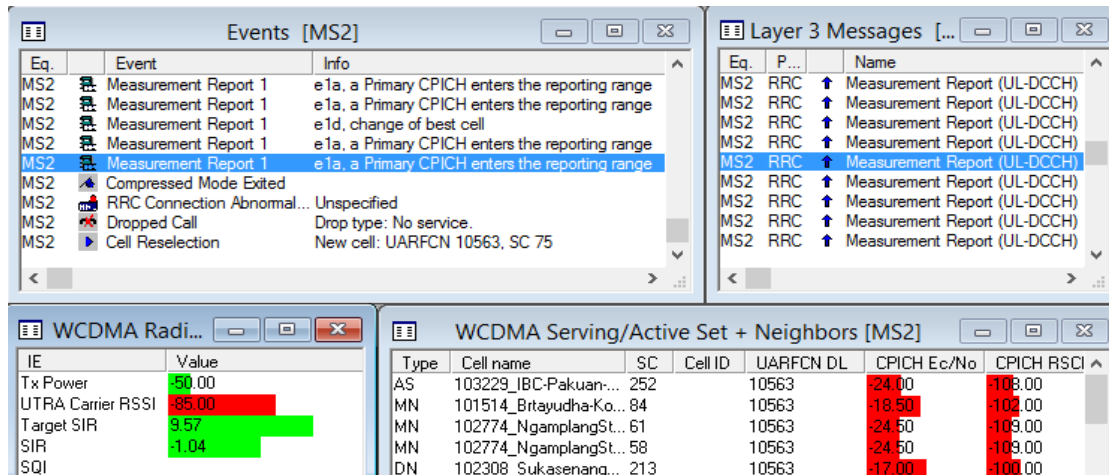 Events [MS2]
Eq. Event Info
MS2 Measurement Report 1 e1a, a Primary CPICH enters the reporting range
MS2 Measurement Report 1 e1a, a Primary CPICH enters the reporting range
MS2 Measurement Report 1 e1d, change of best cell
MS2 Measurement Report 1 e1a, a Primary CPICH enters the reporting range
MS2 Measurement Report 1 e1a, a Primary CPICH enters the reporting range
MS2 Compressed Mode Exited
MS2 RRC Connection Abnormal... Unspecified
MS2 Dropped Call Drop type: No service.
MS2 Cell Reselection New cell: UARFCN 10563, SC 75
Layer 3 Messages [...
Eq. P... Name
MS2 RRC Measurement Report (UL-DCCH)
MS2 RRC Measurement Report (UL-DCCH)
MS2 RRC Measurement Report (UL-DCCH)
MS2 RRC Measurement Report (UL-DCCH)
MS2 RRC Measurement Report (UL-DCCH)
MS2 RRC Measurement Report (UL-DCCH)
MS2 RRC Measurement Report (UL-DCCH)
MS2 RRC Measurement Report (UL-DCCH)
MS2 RRC Measurement Report (UL-DCCH)
WCDMA Radi...
IE Value
Tx Power -50.00
UTRA Carrier RSSI -85.00
Target SIR 9.57
SIR -1.04
SQI
WCDMA Serving/Active Set + Neighbors [MS2]
Type Cell name SC Cell ID UARFCN DL CPICH Ec/No CPICH RSCP
AS 103229_IBC-Pakuan-... 252 10563 -24.00 -108.00
MN 101514_Brtayudha-Ko... 84 10563 -18.50 -102.00
MN 102774_NgamplangSt... 61 10563 -24.50 -109.00
MN 102774_NgamplangSt... 58 10563 -24.50 -109.00
DN 102308_Sukasenang... 213 10563 -17.00 -100.00